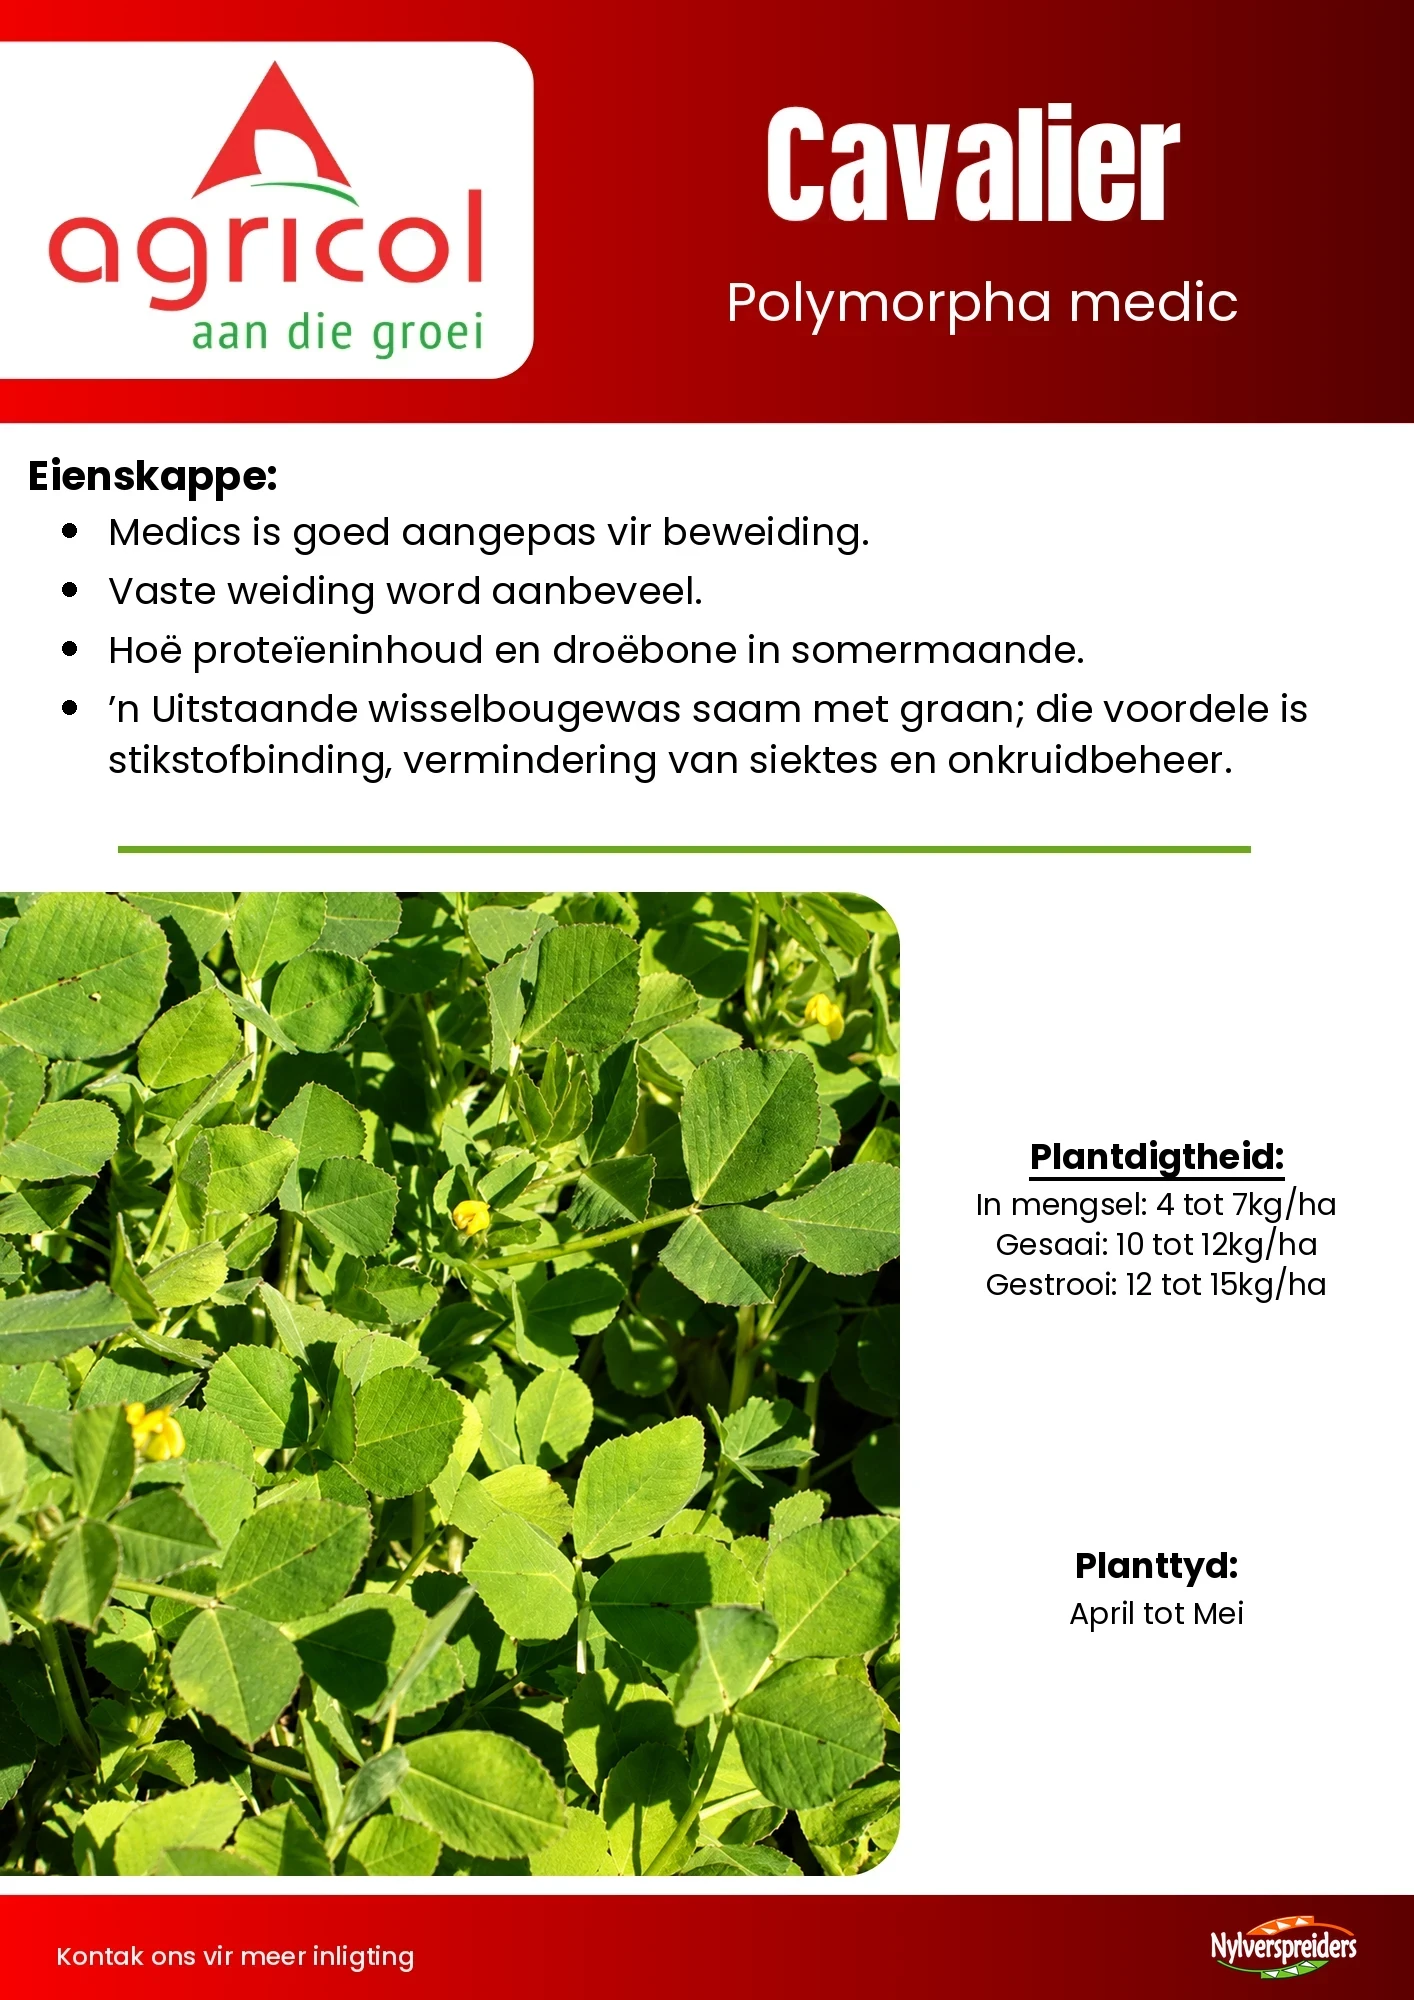 agricol
aan die groei
Cavalier
Polymorpha medic
Eienskappe:
Medics is goed aangepas vir beweiding.
Vaste weiding word aanbeveel.
Hoë proteïeninhoud en droëbone in somermaande.
’n Uitstaande wisselbougewas saam met graan; die voordele is
stikstofbinding, vermindering van siektes en onkruidbeheer.
Plantdigtheid:
In mengsel: 4 tot 7kg/ha
Gesaai: 10 tot 12kg/ha
Gestrooi: 12 tot 15kg/ha
Planttyd:
April tot Mei
Kontak ons vir meer inligting
Nylverspreiders